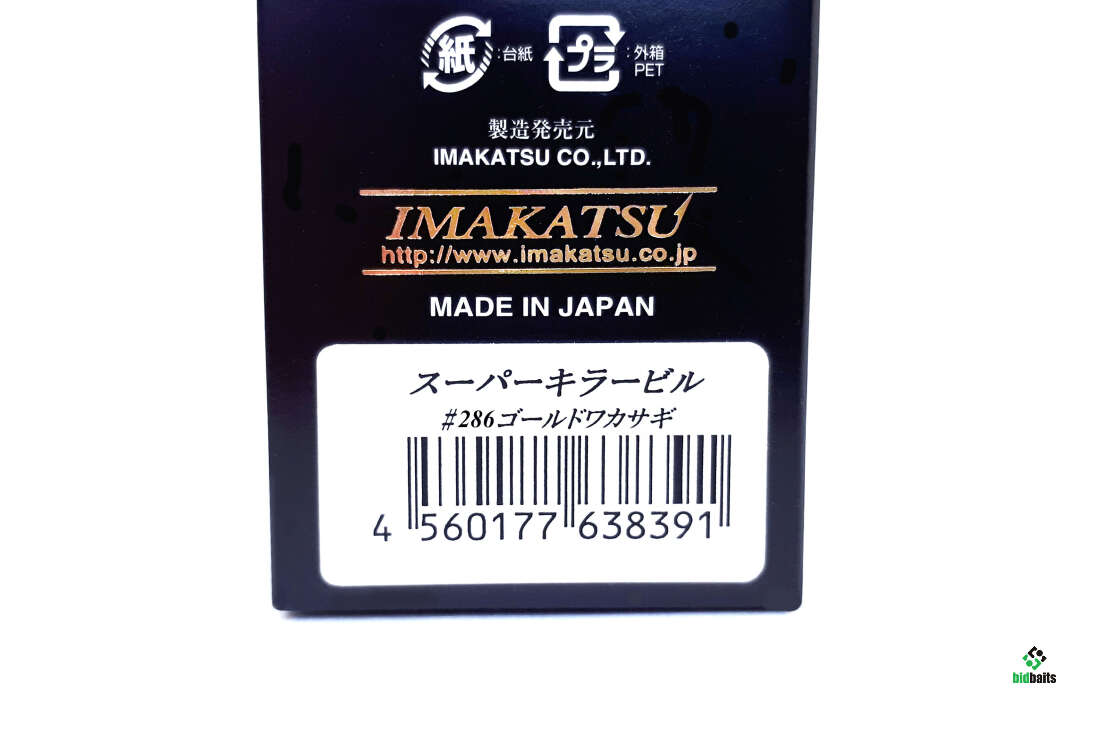 紙 : 台紙 プラ : 外箱
PET
製造発売元
IMAKATSU CO.,LTD.
IMAKATSU
http://www.imakatsu.co.jp
MADE IN JAPAN
スーパーキラービル
#286ゴールドワカサギ
4 560177 638391
bidbaits